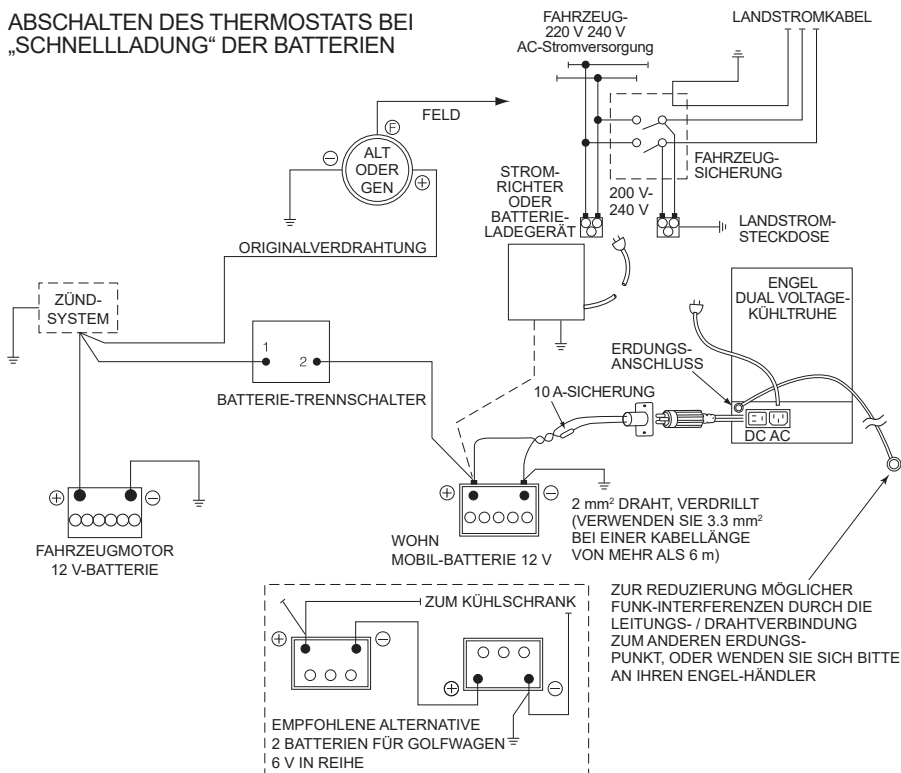 ABSCHALTEN DES THERMOSTATS BEI
„SCHNELLLADUNG“ DER BATTERIEN
FAHRZEUG-
220 V 240 V
AC-Stromversorgung
LANDSTROMKABEL
FELD
F
ALT
ODER
GEN
ORIGINALVERDRAHTUNG
STROM-
RICHTER
ODER
BATTERIE-
LADEGERÄT
200 V-
240 V
FAHRZEUG-
SICHERUNG
LANDSTROM-
STECKDOSE
ZÜND-
SYSTEM
1
2
BATTERIE-TRENNSCHALTER
ENGEL
DUAL VOLTAGE-
KÜHLTRUHE
ERDUNGS-
ANSCHLUSS
10 A-SICHERUNG
DC AC
FAHRZEUGMOTOR
12 V-BATTERIE
WOHN
MOBIL-BATTERIE 12 V
2 mm² DRAHT, VERDRILLT
(VERWENDEN SIE 3.3 mm²
BEI EINER KABELLÄNGE
VON MEHR ALS 6 m)
ZUR REDUZIERUNG MÖGLICHER
FUNK-INTERFERENZEN DURCH DIE
LEITUNGS- / DRAHTVERBINDUNG
ZUM ANDEREN ERDUNGS-
PUNKT, ODER WENDEN SIE SICH BITTE
AN IHREN ENGEL-HÄNDLER
ZUM KÜHLSCHRANK
EMPFOHLENE ALTERNATIVE
2 BATTERIEN FÜR GOLFWAGEN
6 V IN REIHE